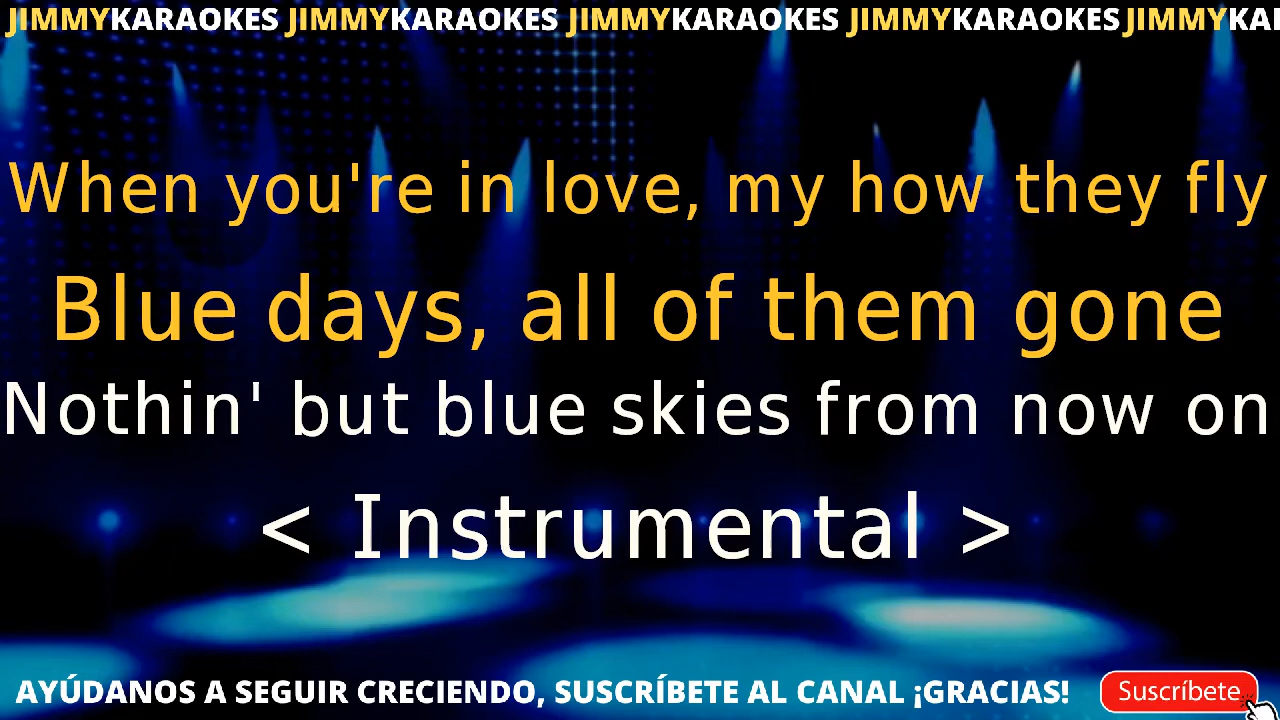 JIMMYKARAOKES JIMMYKARAOKES JIMMYKARAOKES JIMMYKARAOKES JIMMYKA
When you're in love, my how they fly
Blue days, all of them gone
Nothin' but blue skies from now on
< Instrumental >
AYÚDANOS A SEGUIR CRECIENDO, SUSCRÍBETE AL CANAL ¡GRACIAS! Suscríbete